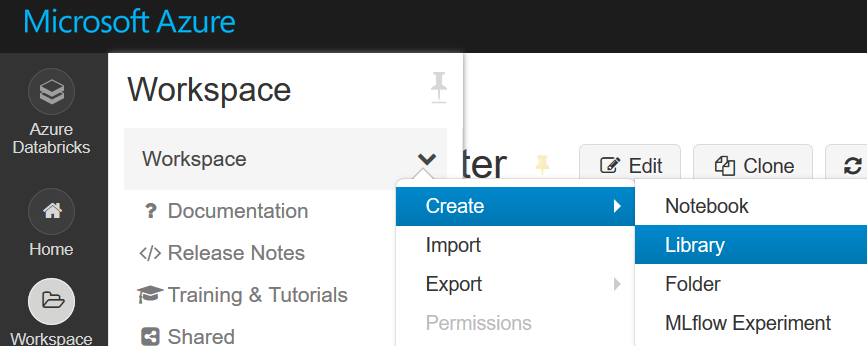 Microsoft Azure
Azure
Databricks
Home
Workspace
Workspace
Workspace
? Documentation
</> Release Notes
Training & Tutorials
Shared
ter
Edit
Clone
Create
Import
Export
Permissions
Notebook
Library
Folder
MLflow Experiment